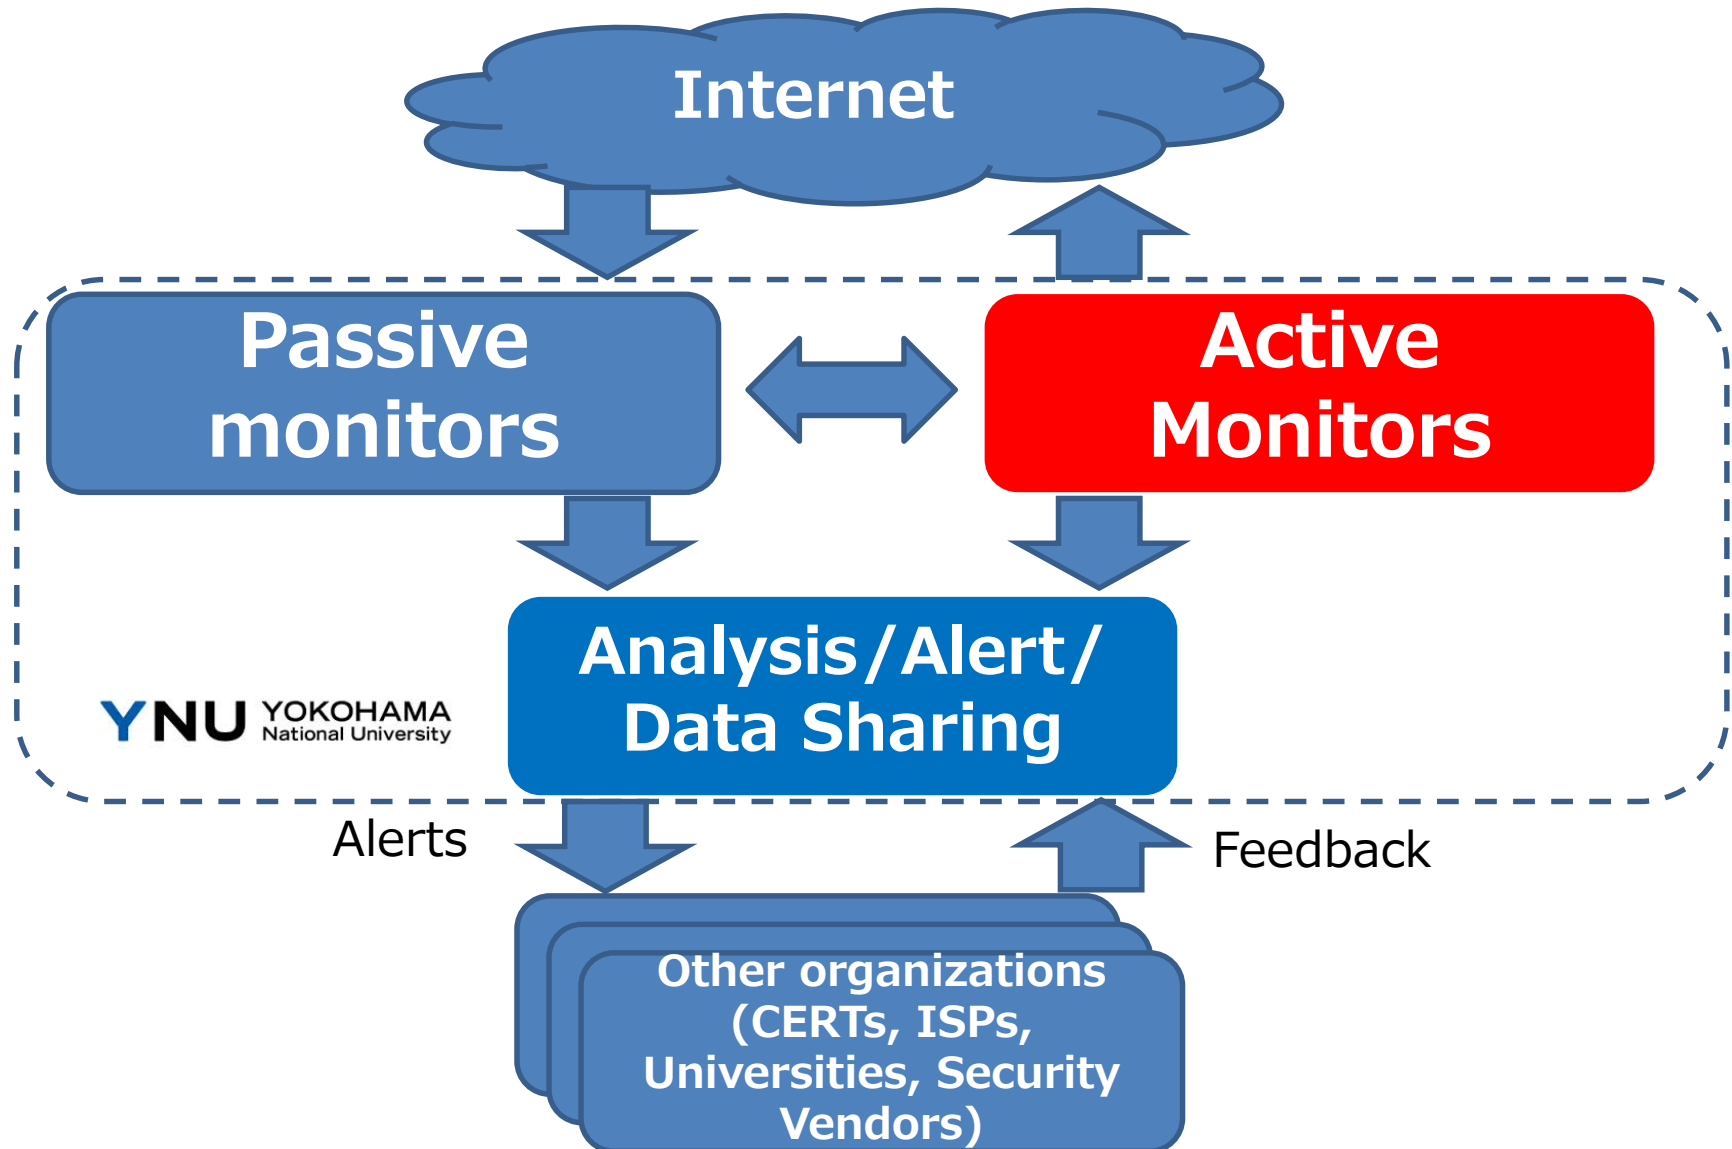 Internet
Passive
monitors
Active
Monitors
Analysis/Alert/
Data Sharing
YNU YOKOHAMA
National University
Alerts
Feedback
Other organizations
(CERTs, ISPs,
Universities, Security
Vendors)